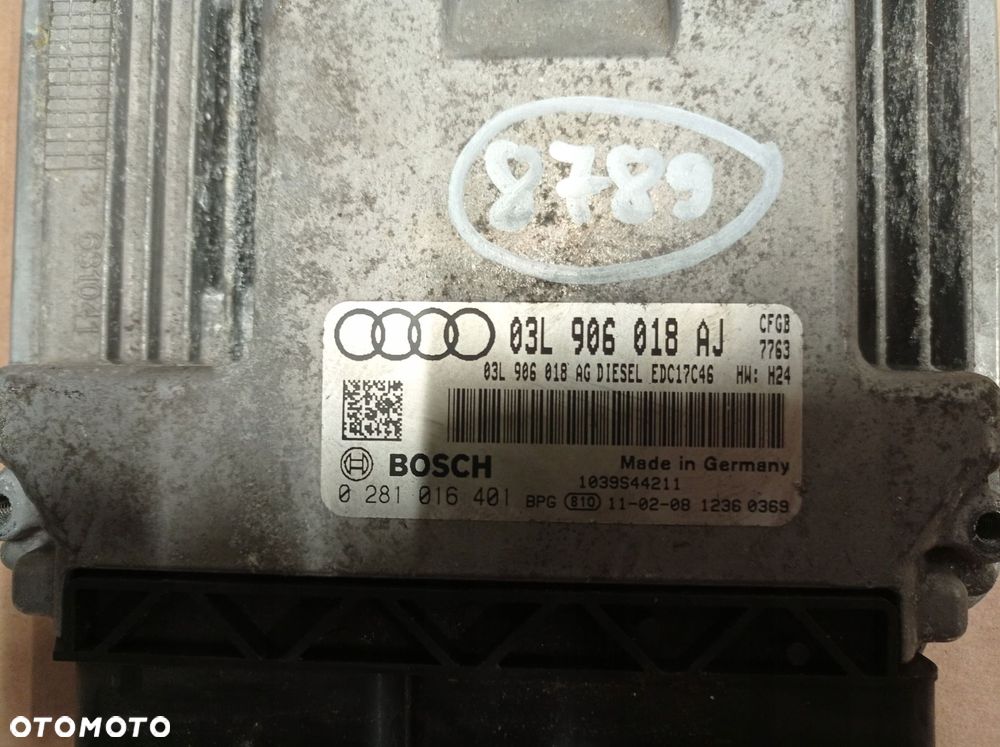 8789
03L 906 018 AJ
CFGB
7763
03L 906 018 AG DIESEL EDC17C46 HW: H24
BOSCH
Made in Germany
1039S44211
0 281 016 401 BPG 810 11-02-08 1236 0369
OTOMOTO